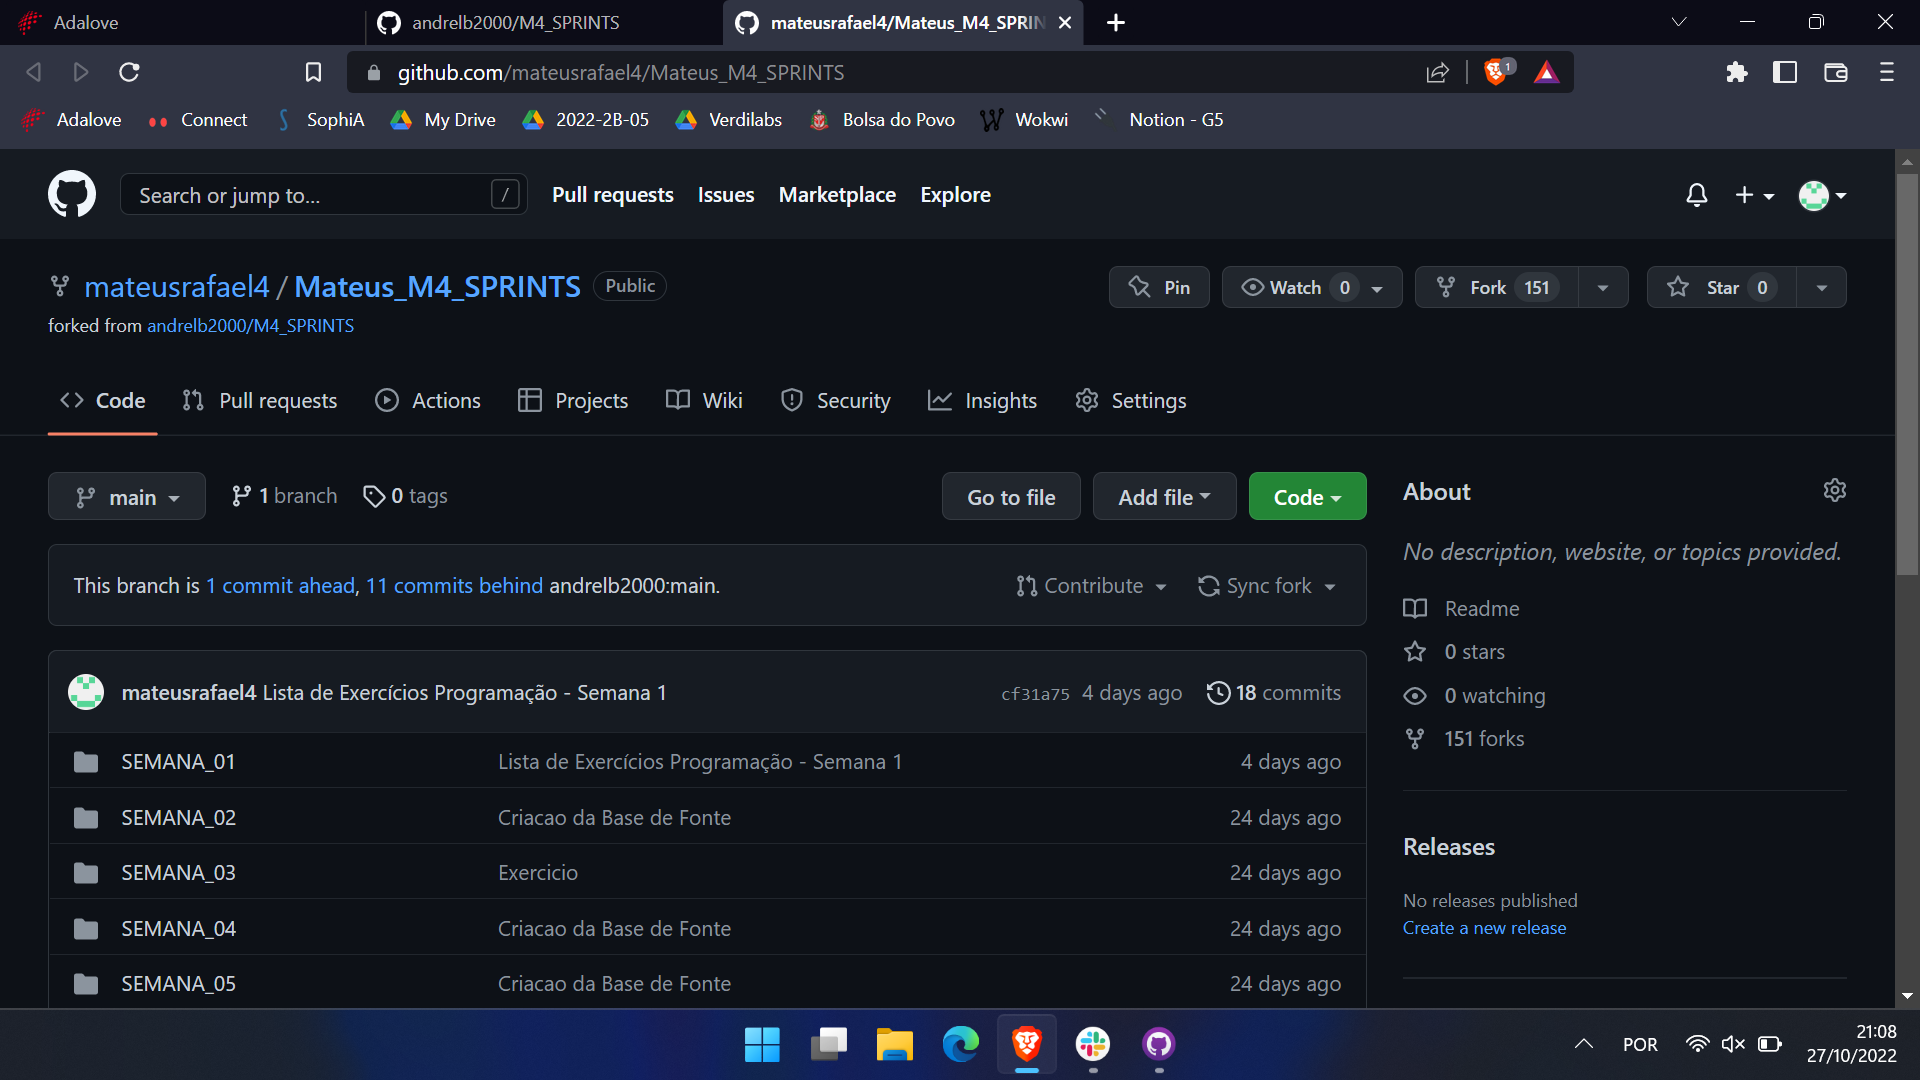 Adalove
andrelb2000/M4_SPRINTS
mateusrafael4/Mateus_M4_SPRIN
github.com/mateusrafael4/Mateus_M4_SPRINTS
1
Adalove
Connect
SophiA
My Drive
2022-2B-05
Verdilabs
Bolsa do Povo
Wokwi
Notion - G5
Search or jump to...
/
Pull requests
Issues
Marketplace
Explore
mateusrafael4 / Mateus_M4_SPRINTS
Public
Pin
Watch 0
Fork 151
Star 0
forked from andrelb2000/M4_SPRINTS
Code
Pull requests
Actions
Projects
Wiki
Security
Insights
Settings
main
1 branch
0 tags
Go to file
Add file
Code
This branch is 1 commit ahead, 11 commits behind andrelb2000:main.
Contribute
Sync fork
mateusrafael4 Lista de Exercícios Programação - Semana 1
cf31a75 4 days ago
18 commits
SEMANA_01
Lista de Exercícios Programação - Semana 1
4 days ago
SEMANA_02
Criacao da Base de Fonte
24 days ago
SEMANA_03
Exercicio
24 days ago
SEMANA_04
Criacao da Base de Fonte
24 days ago
SEMANA_05
Criacao da Base de Fonte
24 days ago
About
No description, website, or topics provided.
Readme
0 stars
0 watching
151 forks
Releases
No releases published
Create a new release
POR
21:08
27/10/2022